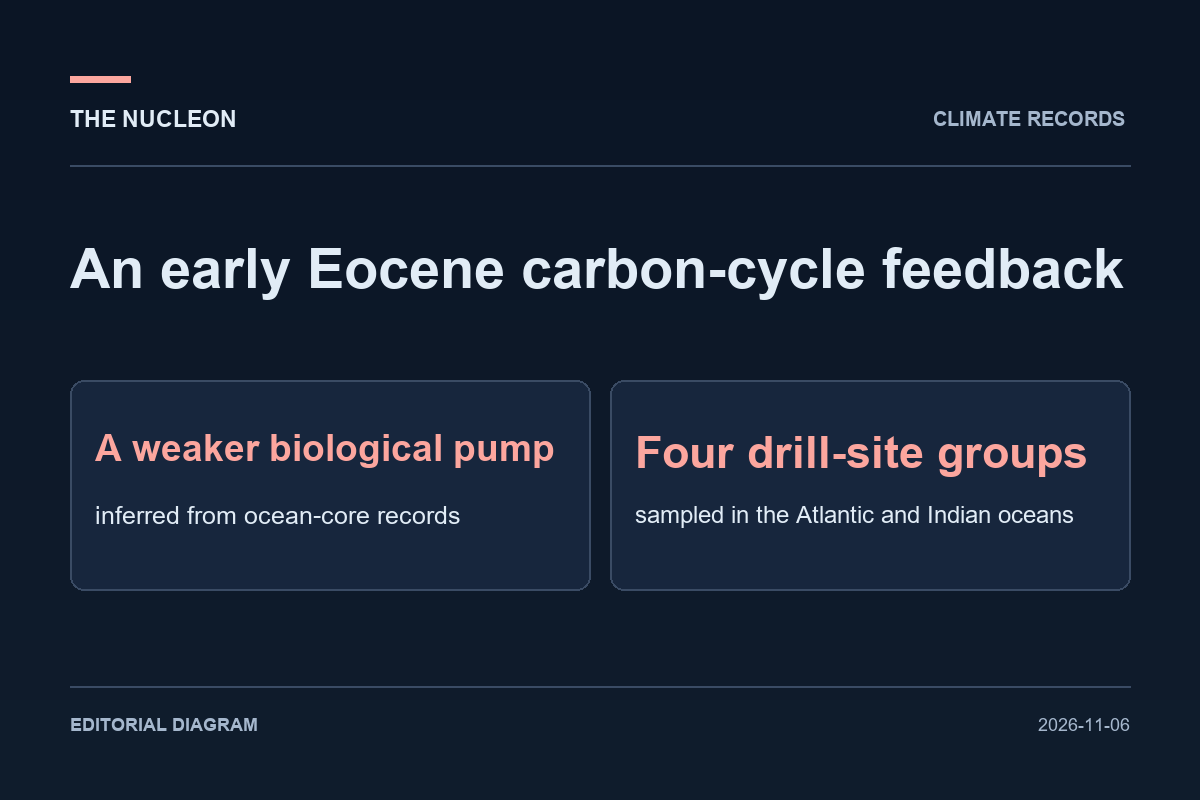 THE NUCLEON
CLIMATE RECORDS
An early Eocene carbon-cycle feedback
A weaker biological pump
inferred from ocean-core records
Four drill-site groups
sampled in the Atlantic and Indian oceans
EDITORIAL DIAGRAM
2026-11-06